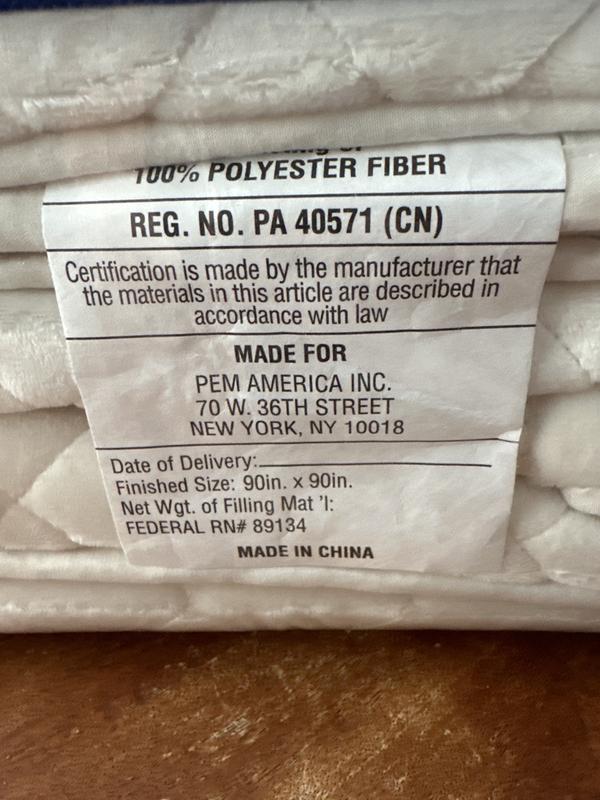 100% POLYESTER FIBER
REG. NO. PA 40571 (CN)
Certification is made by the manufacturer that
the materials in this article are described in
accordance with law
MADE FOR
PEM AMERICA INC.
70 W. 36TH STREET
NEW YORK, NY 10018
Date of Delivery:
Finished Size: 90in. x 90in.
Net Wgt. of Filling Mat 'l:
FEDERAL RN# 89134
MADE IN CHINA